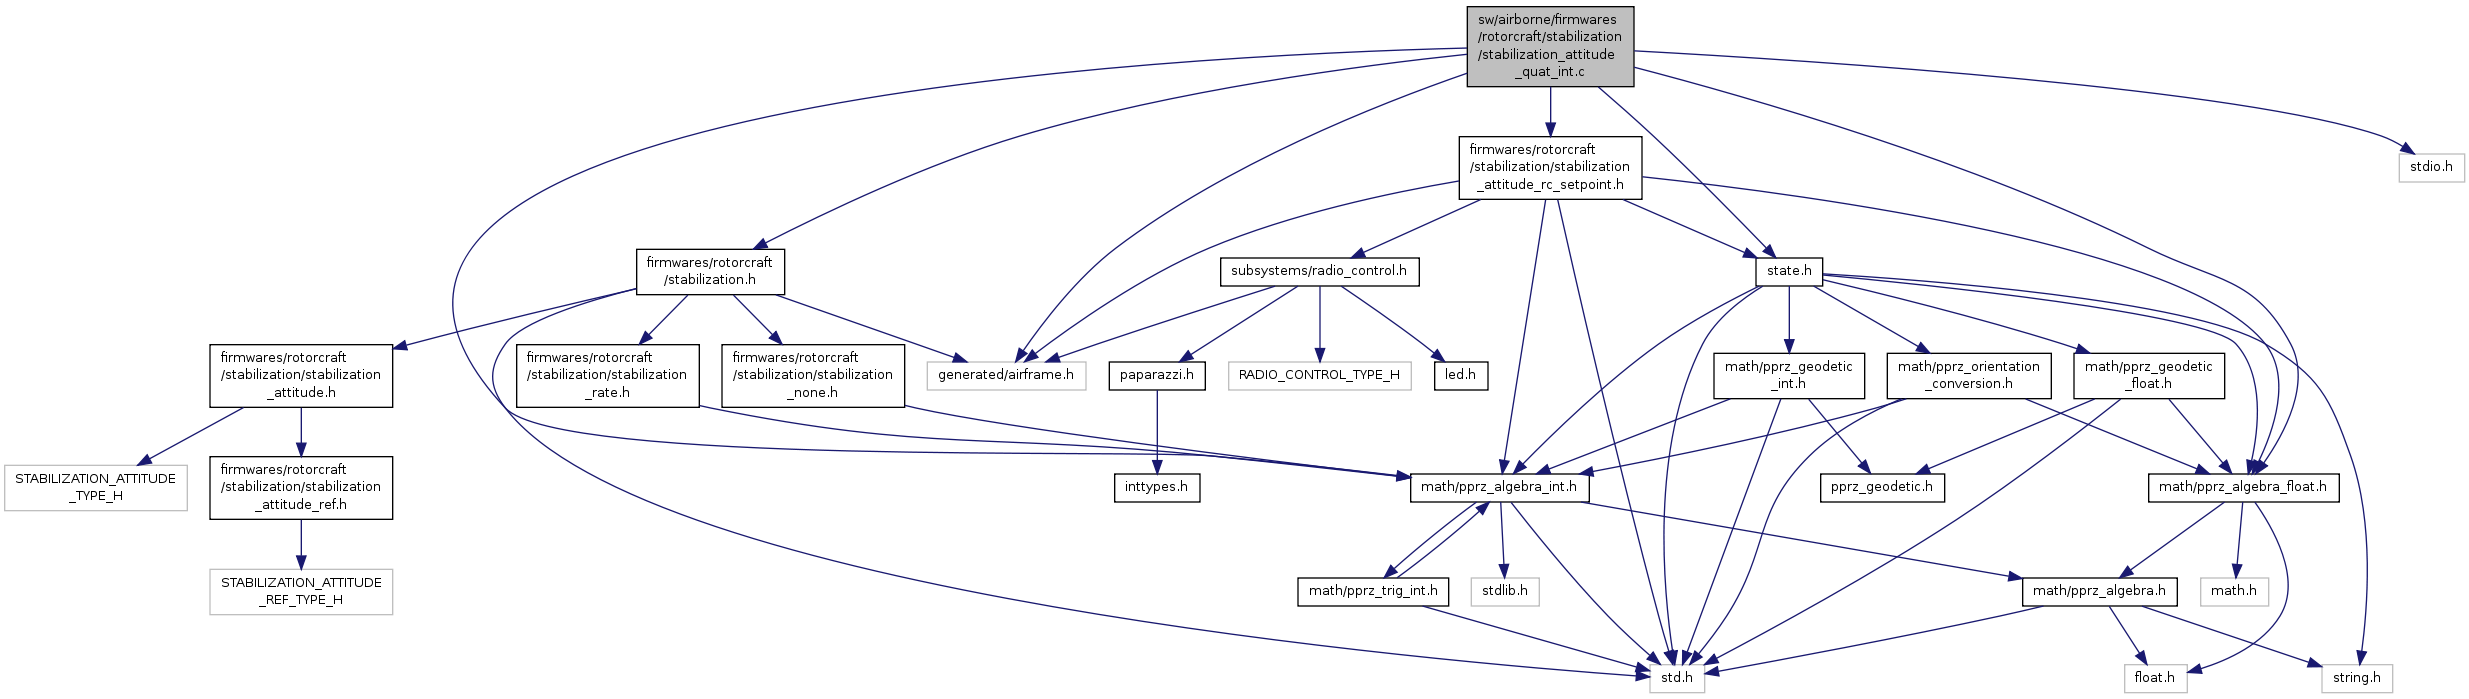 sw/airborne/firmwares
/rotorcraft/stabilization
/stabilization_attitude
_quat_int.c
firmwares/rotorcraft
/stabilization/stabilization
_attitude_rc_setpoint.h
stdio.h
firmwares/rotorcraft
/stabilization.h
subsystems/radio_control.h
state.h
firmwares/rotorcraft
/stabilization/stabilization
_attitude.h
firmwares/rotorcraft
/stabilization/stabilization
_rate.h
firmwares/rotorcraft
/stabilization/stabilization
_none.h
generated/airframe.h
paparazzi.h
RADIO_CONTROL_TYPE_H
led.h
math/pprz_geodetic
_int.h
math/pprz_orientation
_conversion.h
math/pprz_geodetic
_float.h
STABILIZATION_ATTITUDE
_TYPE_H
firmwares/rotorcraft
/stabilization/stabilization
_attitude_ref.h
inttypes.h
math/pprz_algebra_int.h
pprz_geodetic.h
math/pprz_algebra_float.h
STABILIZATION_ATTITUDE
_REF_TYPE_H
math/pprz_trig_int.h
stdlib.h
math/pprz_algebra.h
math.h
std.h
float.h
string.h